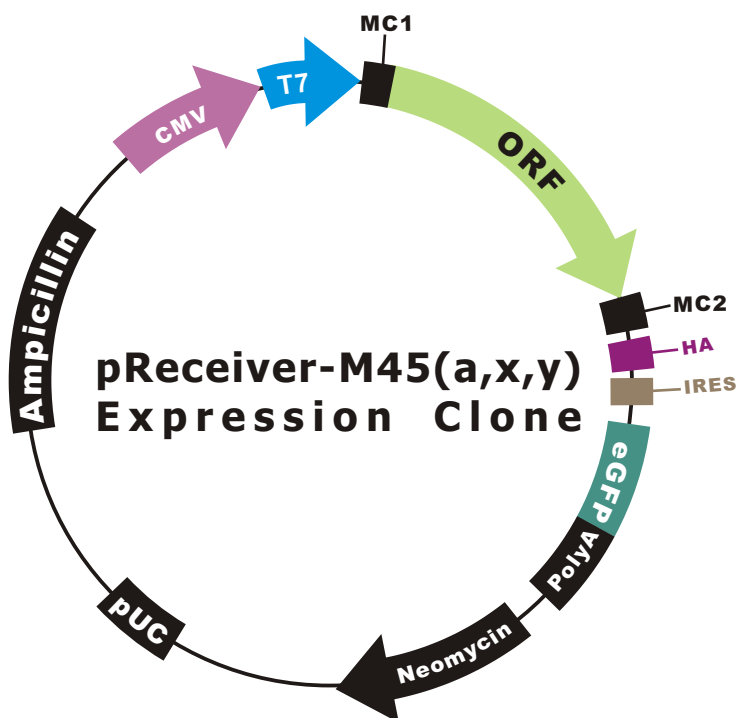 MC1
T7
CMV
ORF
MC2
HA
IRES
eGFP
PolyA
Neomycin
pUC
Ampicillin
pReceiver-M45(a,x,y)
Expression Clone